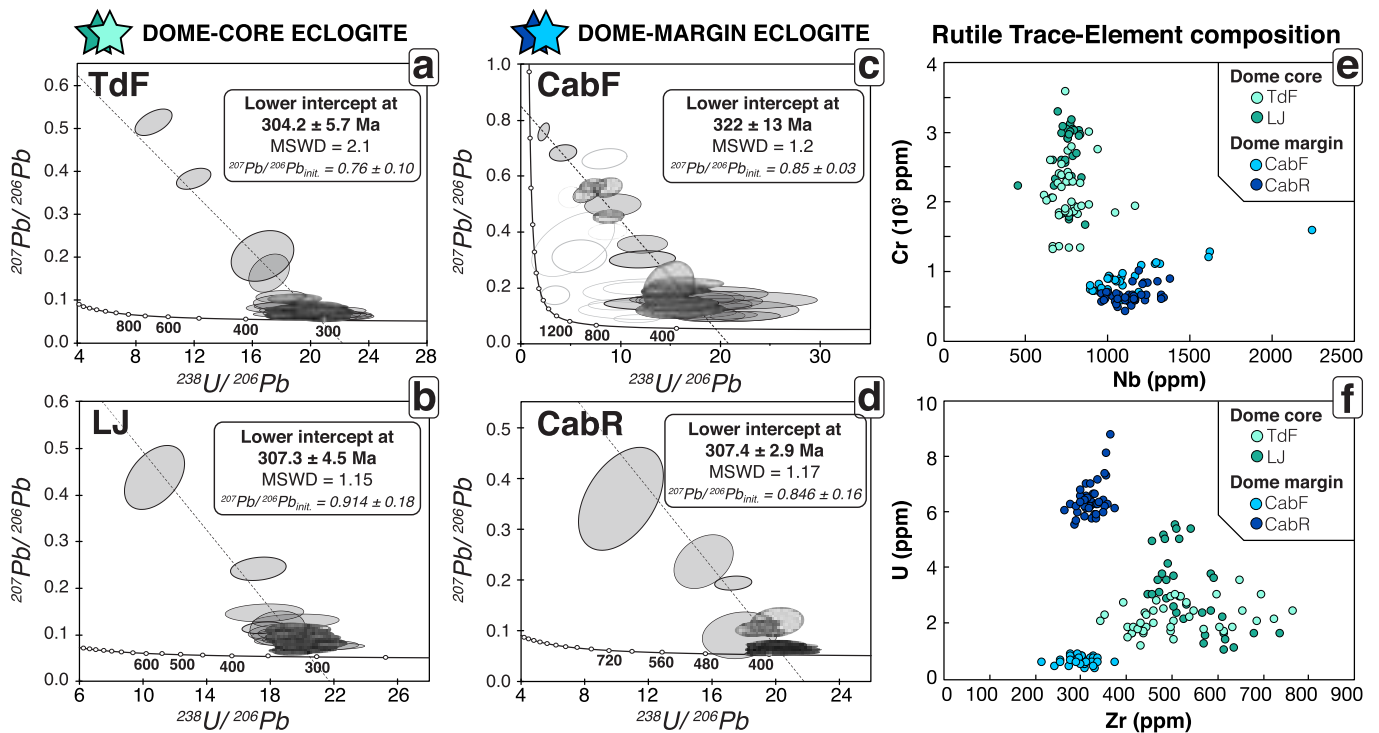 DOME-CORE ECLOGITE
DOME-MARGIN ECLOGITE
Rutile Trace-Element composition
a
TdF
Lower intercept at
304.2 ± 5.7 Ma
MSWD = 2.1
207Pb/206Pb init. = 0.76 ± 0.10
207Pb/ 206Pb
0.6
0.5
0.4
0.3
0.2
0.1
0.0
800 600 400 300
4 8 12 16 20 24 28
238U/ 206Pb
c
CabF
Lower intercept at
322 ± 13 Ma
MSWD = 1.2
207Pb/206Pb init. = 0.85 ± 0.03
207Pb/ 206Pb
1.0
0.8
0.6
0.4
0.2
0.0
1200 800 400
0 10 20 30
238U/ 206Pb
e
Dome core
TdF
LJ
Dome margin
CabF
CabR
Cr (10³ ppm)
4
3
2
1
0
0 500 1000 1500 2000 2500
Nb (ppm)
b
LJ
Lower intercept at
307.3 ± 4.5 Ma
MSWD = 1.15
207Pb/206Pb init. = 0.914 ± 0.18
207Pb/ 206Pb
0.6
0.5
0.4
0.3
0.2
0.1
0.0
600 500 400 300
6 10 14 18 22 26
238U/ 206Pb
d
CabR
Lower intercept at
307.4 ± 2.9 Ma
MSWD = 1.17
207Pb/206Pb init. = 0.846 ± 0.16
207Pb/ 206Pb
0.5
0.4
0.3
0.2
0.1
0.0
720 560 480 400
4 8 12 16 20 24
238U/ 206Pb
f
Dome core
TdF
LJ
Dome margin
CabF
CabR
U (ppm)
10
8
6
4
2
0
0 100 200 300 400 500 600 700 800 900
Zr (ppm)